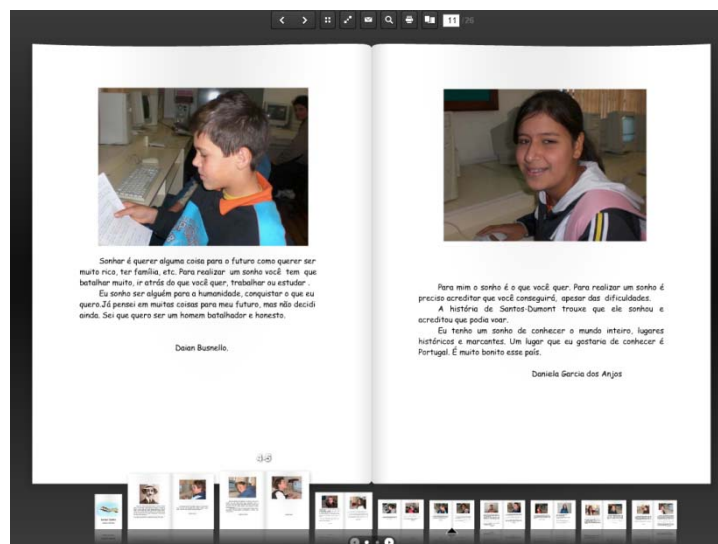 11 /26
Sonhar é querer alguma coisa para o futuro como querer ser
muito rico, ter família, etc. Para realizar um sonho você tem que
batalhar muito, ir atrás do que você quer, trabalhar ou estudar .
Eu sonho ser alguém para a humanidade, conquistar o que eu
quero.Já pensei em muitas coisas para meu futuro, mas não decidi
ainda. Sei que quero ser um homem batalhador e honesto.
Daian Busnello.
Para mim o sonho é o que você quer. Para realizar um sonho é
preciso acreditar que você conseguirá, apesar das dificuldades.
A história de Santos-Dumont trouxe que ele sonhou e
acreditou que podia voar.
Eu tenho um sonho de conhecer o mundo inteiro, lugares
históricos e marcantes. Um lugar que eu gostaria de conhecer é
Portugal. É muito bonito esse país.
Daniela Garcia dos Anjos
4-5